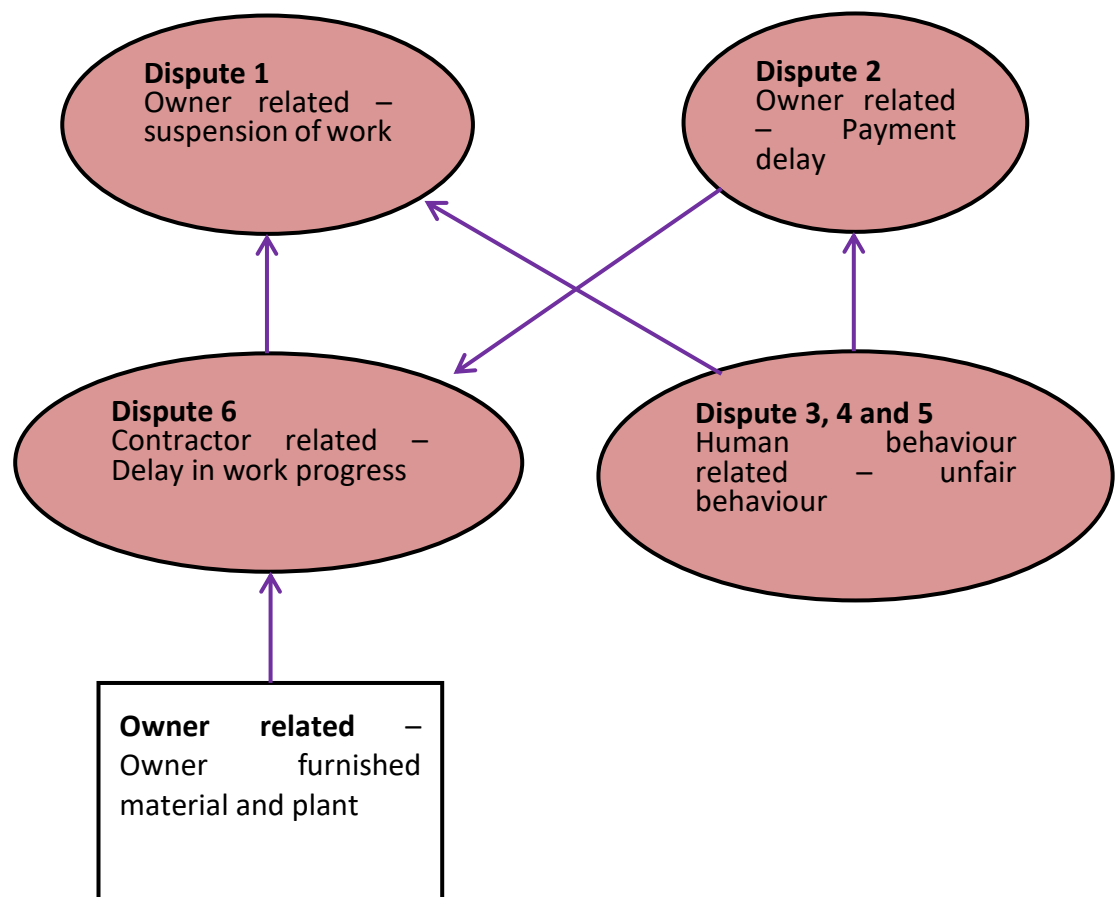 Dispute 1
Owner related –
suspension of work
Dispute 2
Owner related
– Payment
delay
Dispute 6
Contractor related –
Delay in work progress
Dispute 3, 4 and 5
Human behaviour
related – unfair
behaviour
Owner related –
Owner furnished
material and plant